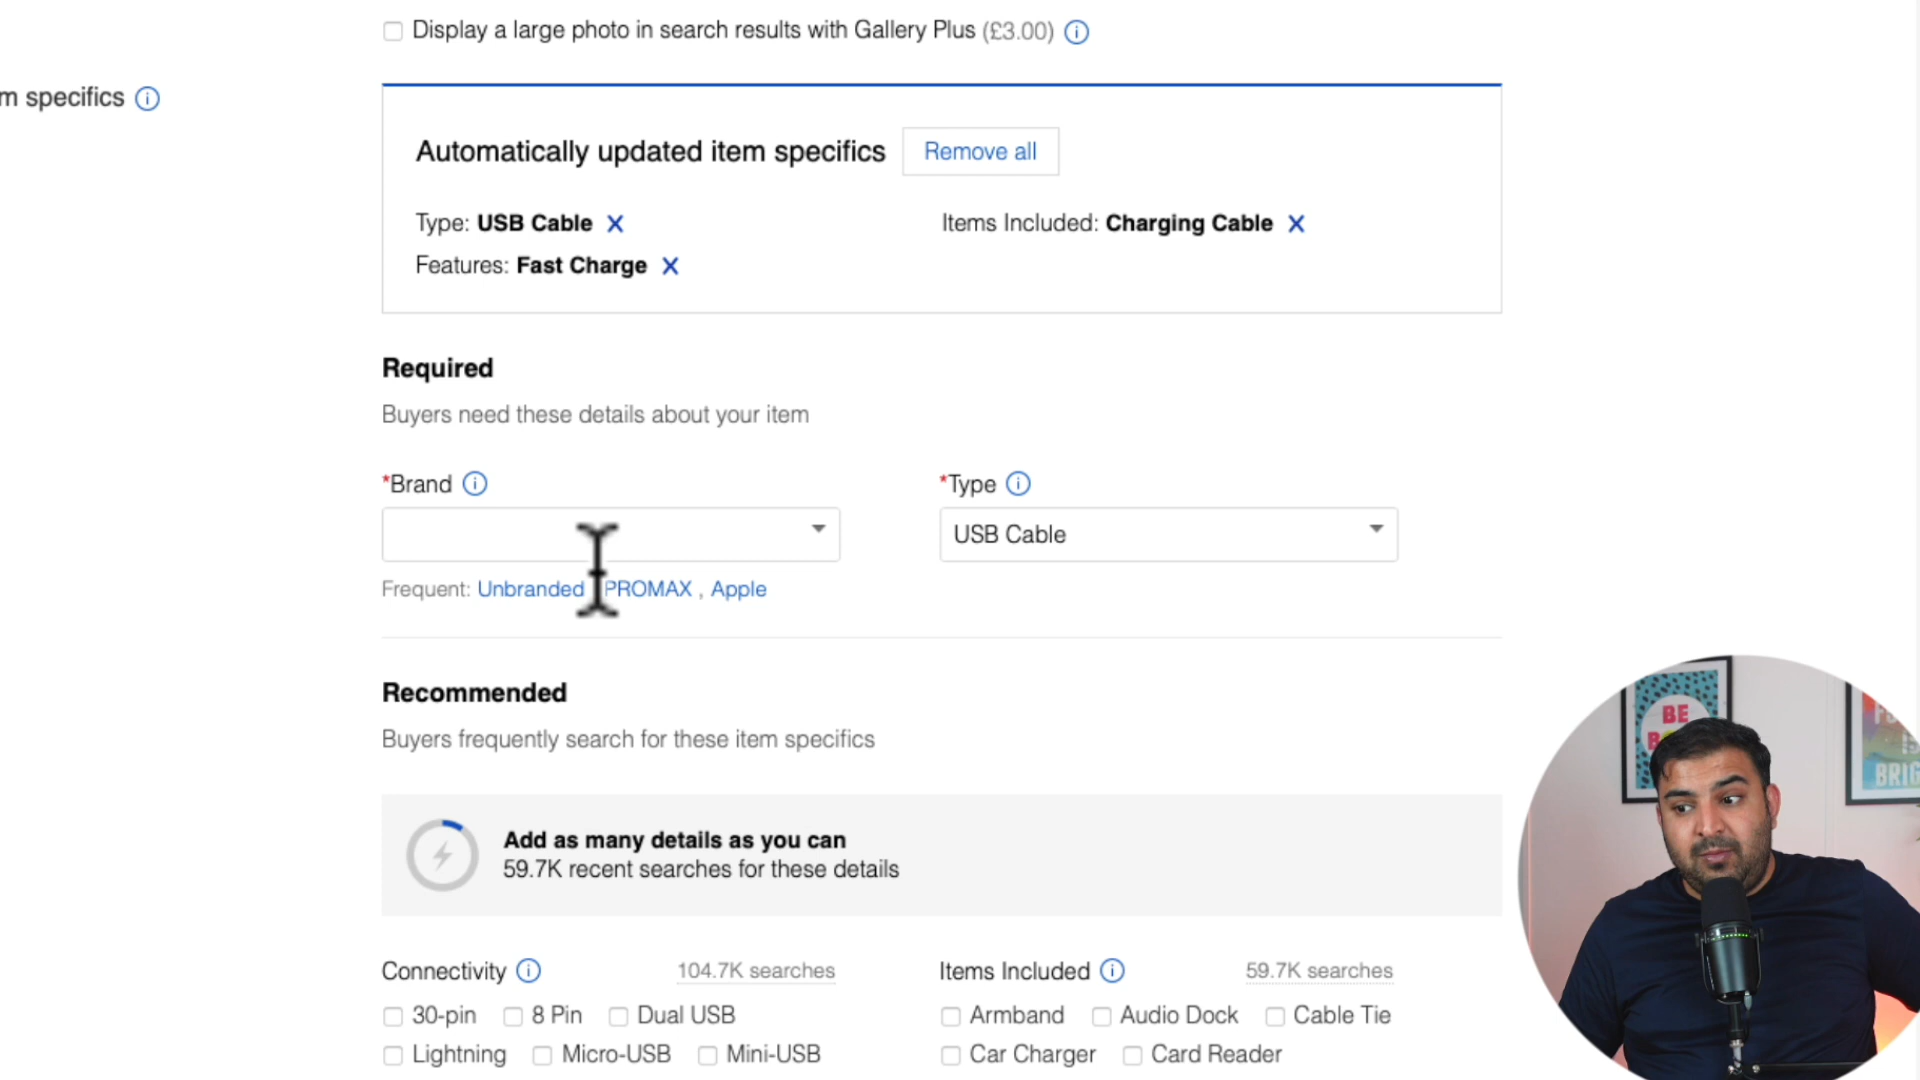 Display a large photo in search results with Gallery Plus (£3.00)
m specifics
Automatically updated item specifics Remove all
Type: USB Cable X Items Included: Charging Cable X
Features: Fast Charge X
Required
Buyers need these details about your item
*Brand *Type
USB Cable
Frequent: Unbranded PROMAX , Apple
Recommended
Buyers frequently search for these item specifics
Add as many details as you can
59.7K recent searches for these details
Connectivity 104.7K searches Items Included 59.7K searches
30-pin 8 Pin Dual USB Armband Audio Dock Cable Tie
Lightning Micro-USB Mini-USB Car Charger Card Reader
BE
IS
BRIG